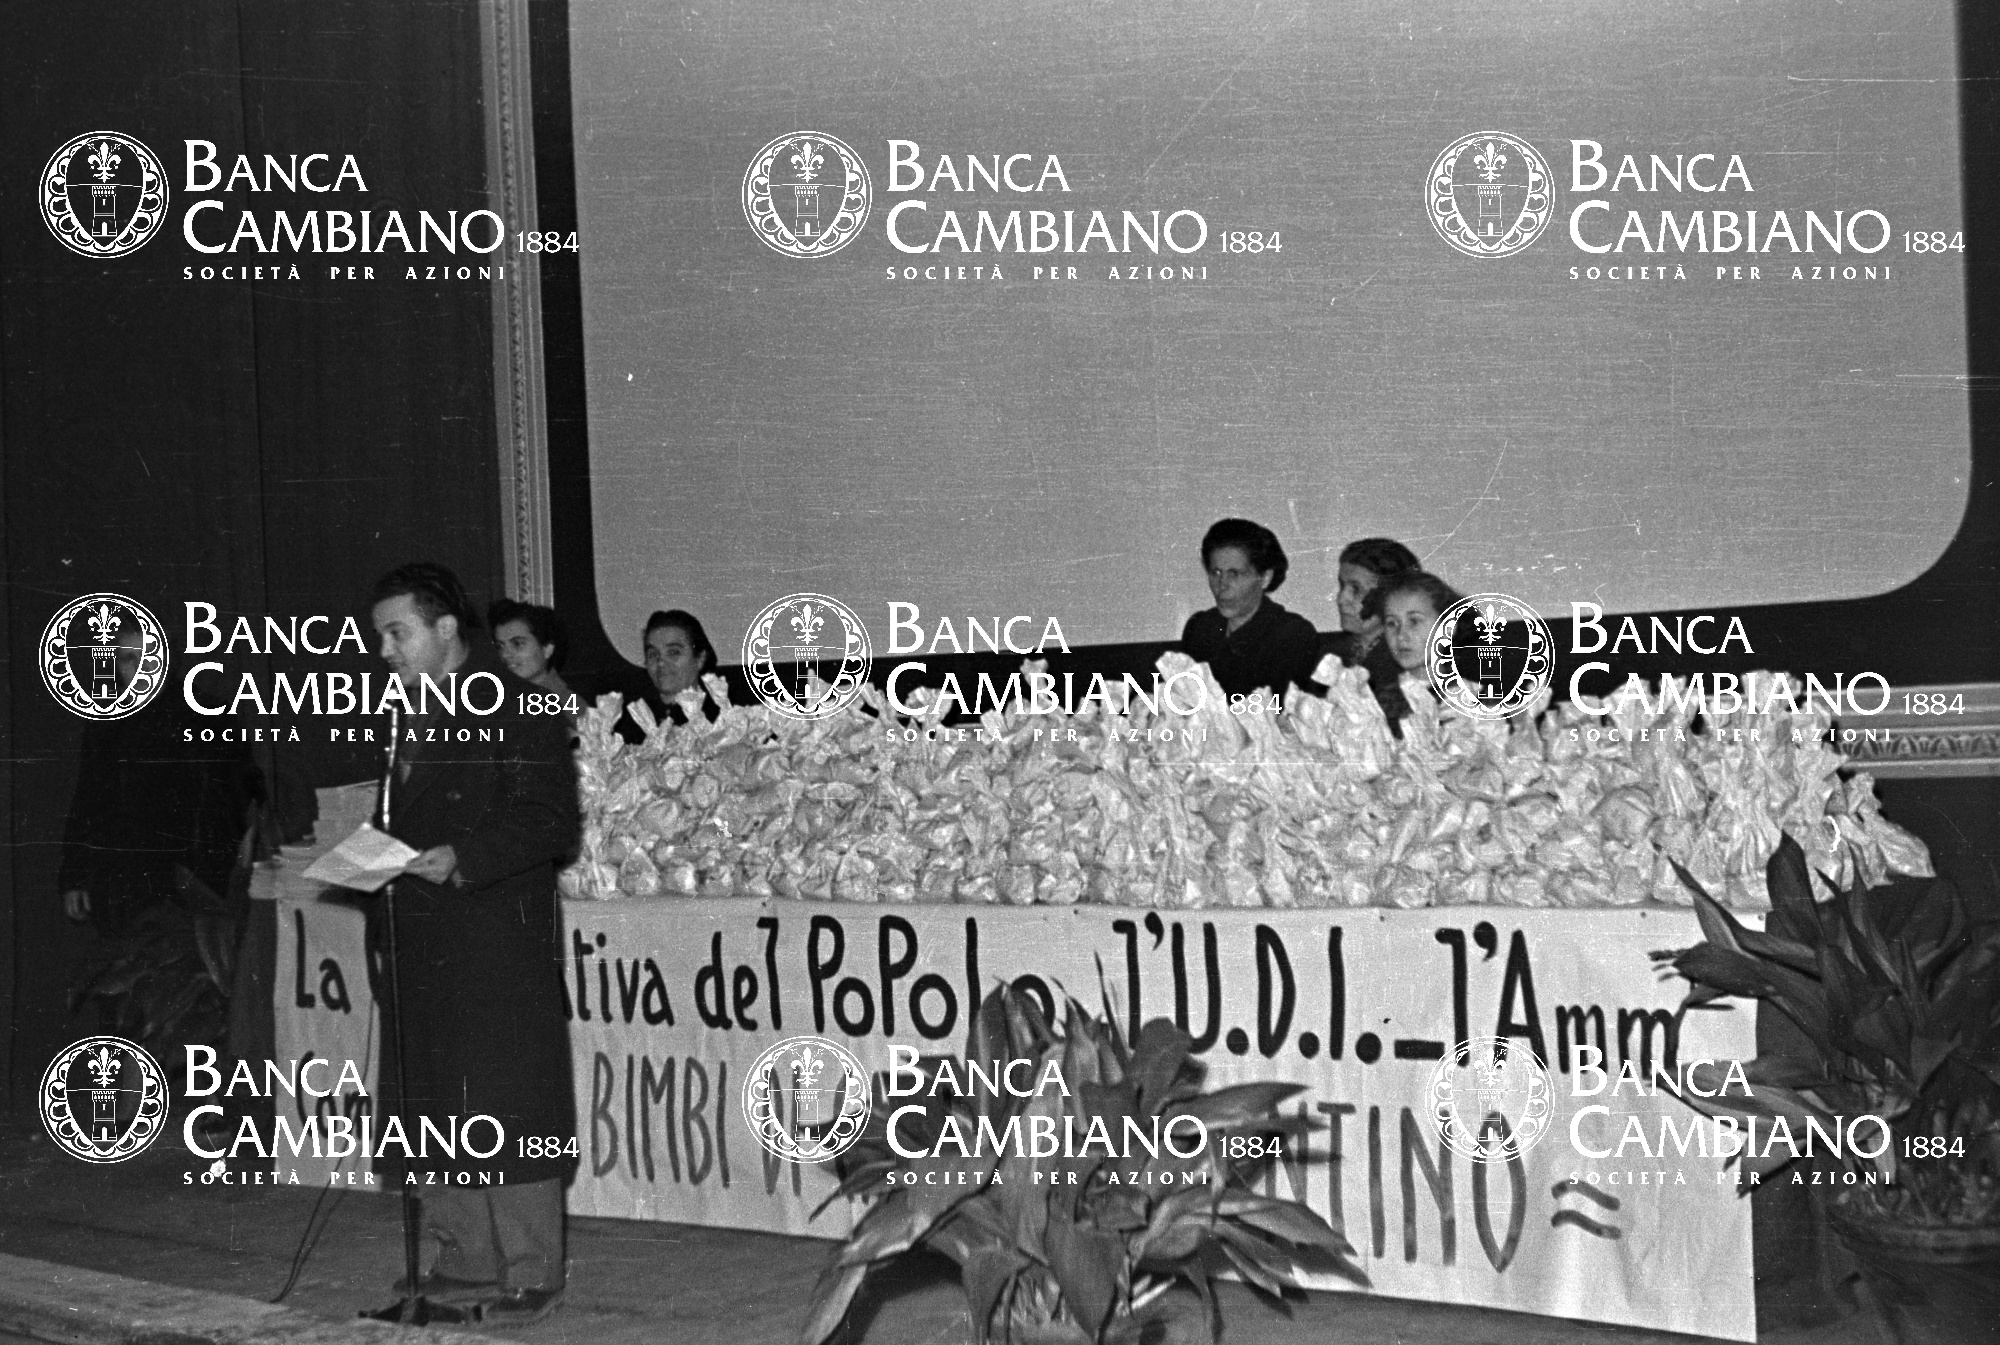 BANCA BANCA BANCA
CAMBIANO 1884 CAMBIANO 1884 CAMBIANO 1884
SOCIETÀ PER AZIONI SOCIETÀ PER AZIONI SOCIETÀ PER AZIONI
BANCA BANCA BANCA
CAMBIANO 1884 CAMBIANO 1884 CAMBIANO 1884
SOCIETÀ PER AZIONI SOCIETÀ PER AZIONI SOCIETÀ PER AZIONI
La ativa del PoPolo l'U.D.I._l'Amm
BANCA BANCA BANCA
CAMBIANO 1884 CAMBIANO 1884 CAMBIANO 1884
SOCIETÀ PER AZIONI SOCIETÀ PER AZIONI SOCIETÀ PER AZIONI
BIMBI NTINO =